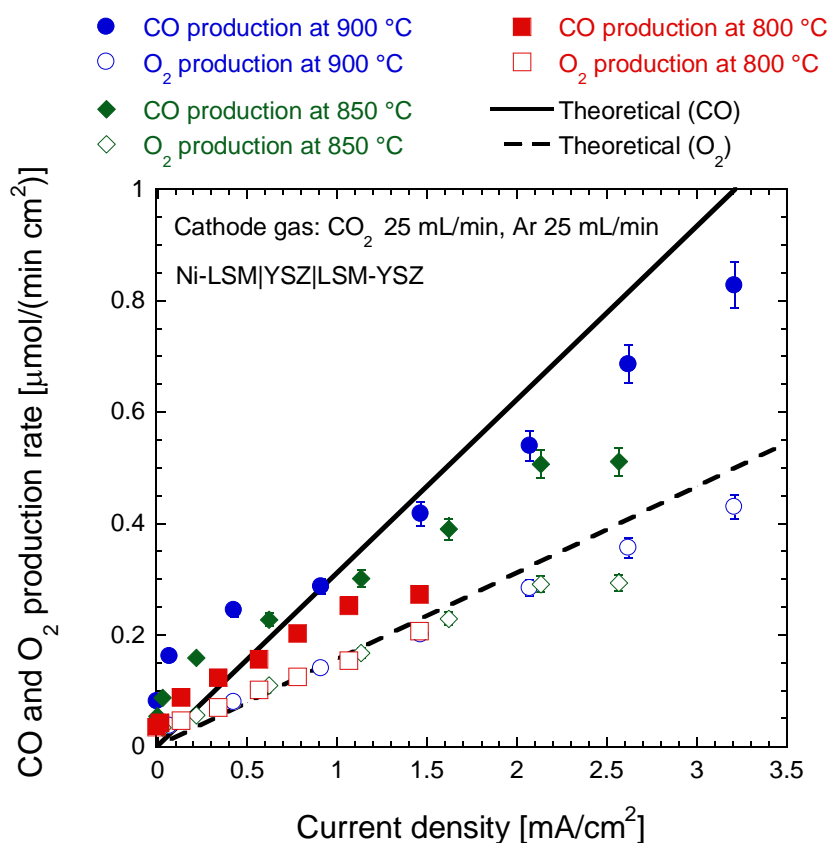 CO production at 900 °C
O₂ production at 900 °C
CO production at 850 °C
O₂ production at 850 °C
CO production at 800 °C
O₂ production at 800 °C
Theoretical (CO)
Theoretical (O₂)
Cathode gas: CO₂ 25 mL/min, Ar 25 mL/min
Ni-LSM|YSZ|LSM-YSZ
CO and O₂ production rate [μmol/(min cm²)]
1
0.8
0.6
0.4
0.2
0
0 0.5 1 1.5 2 2.5 3 3.5
Current density [mA/cm²]